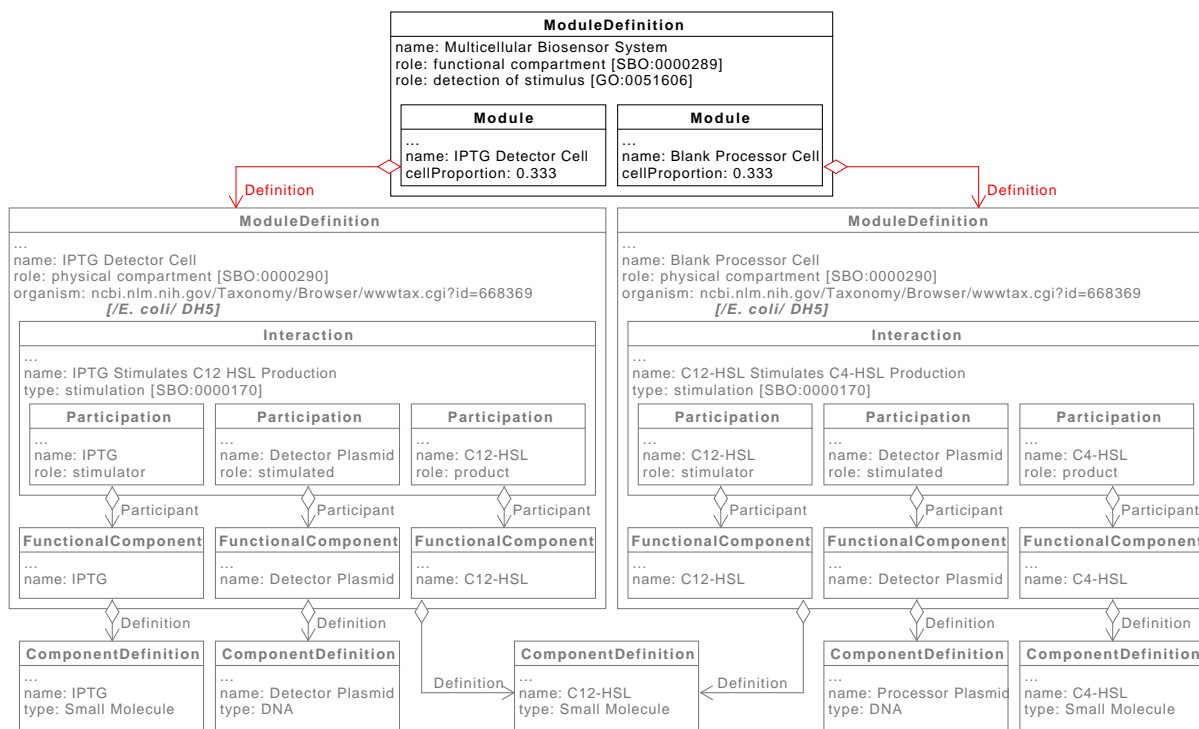 ModuleDefinition
name: Multicellular Biosensor System
role: functional compartment [SBO:0000289]
role: detection of stimulus [GO:0051606]
Module
...
name: IPTG Detector Cell
cellProportion: 0.333
Module
...
name: Blank Processor Cell
cellProportion: 0.333
Definition
Definition
ModuleDefinition
...
name: IPTG Detector Cell
role: physical compartment [SBO:0000290]
organism: ncbi.nlm.nih.gov/Taxonomy/Browser/wwwtax.cgi?id=668369
[/E. coli/ DH5]
Interaction
...
name: IPTG Stimulates C12 HSL Production
type: stimulation [SBO:0000170]
Participation
...
name: IPTG
role: stimulator
Participation
...
name: Detector Plasmid
role: stimulated
Participation
...
name: C12-HSL
role: product
Participant
Participant
Participant
FunctionalComponent
...
name: IPTG
FunctionalComponent
...
name: Detector Plasmid
FunctionalComponent
...
name: C12-HSL
Definition
Definition
ComponentDefinition
...
name: IPTG
type: Small Molecule
ComponentDefinition
...
name: Detector Plasmid
type: DNA
Definition
ModuleDefinition
...
name: Blank Processor Cell
role: physical compartment [SBO:0000290]
organism: ncbi.nlm.nih.gov/Taxonomy/Browser/wwwtax.cgi?id=668369
[/E. coli/ DH5]
Interaction
...
name: C12-HSL Stimulates C4-HSL Production
type: stimulation [SBO:0000170]
Participation
...
name: C12-HSL
role: stimulator
Participation
...
name: Detector Plasmid
role: stimulated
Participation
...
name: C4-HSL
role: product
Participant
Participant
Participant
FunctionalComponent
...
name: C12-HSL
FunctionalComponent
...
name: Detector Plasmid
FunctionalComponent
...
name: C4-HSL
Definition
Definition
ComponentDefinition
...
name: C12-HSL
type: Small Molecule
Definition
ComponentDefinition
...
name: Processor Plasmid
type: DNA
ComponentDefinition
...
name: C4-HSL
type: Small Molecule